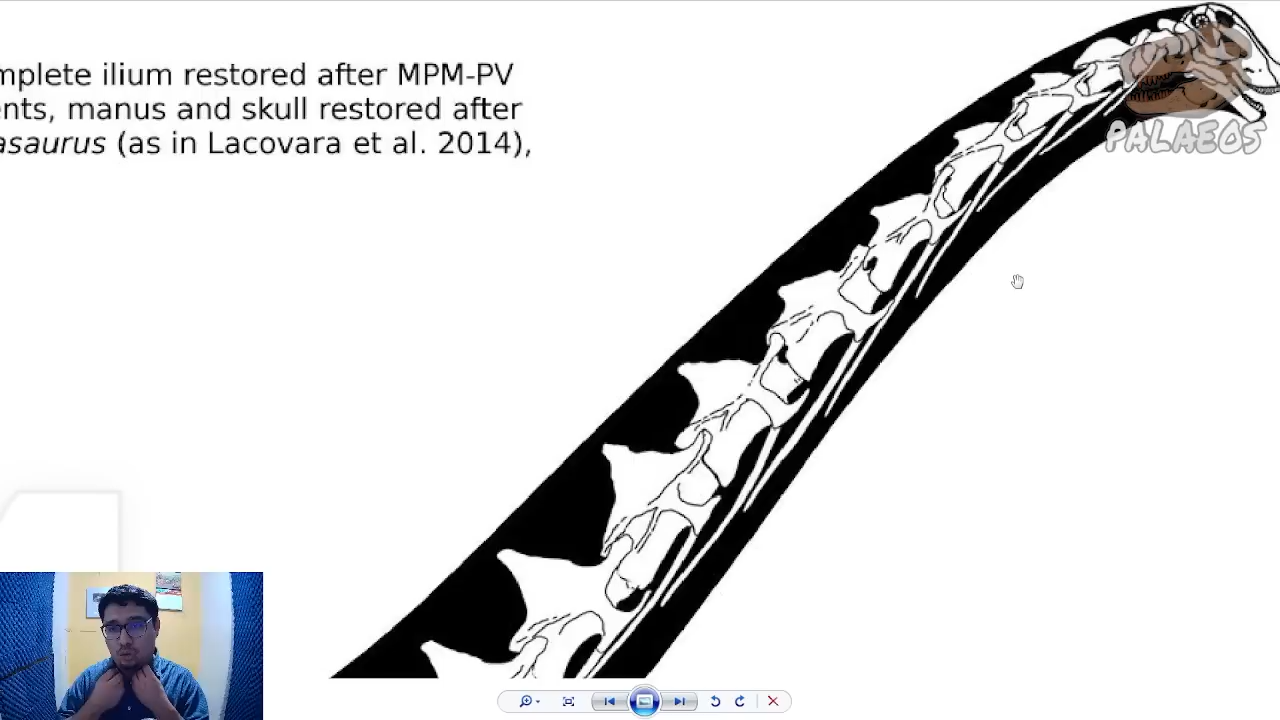 mplete ilium restored after MPM-PV
ents, manus and skull restored after
asaurus (as in Lacovara et al. 2014),
PALAEOS